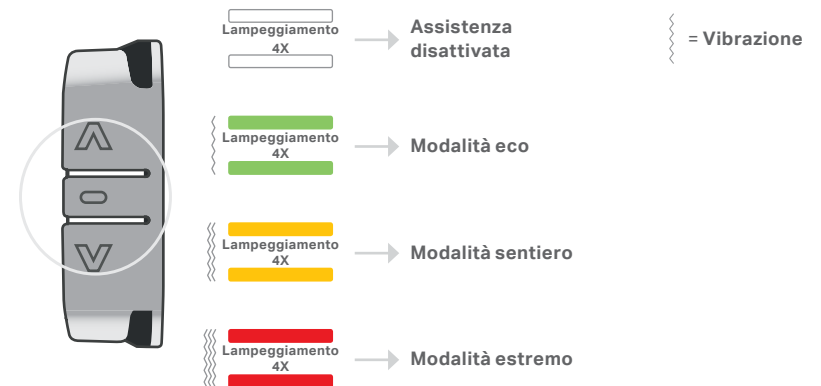 Lampeggiamento
4X
Assistenza
disattivata
= Vibrazione
Lampeggiamento
4X
Modalità eco
Lampeggiamento
4X
Modalità sentiero
Lampeggiamento
4X
Modalità estremo